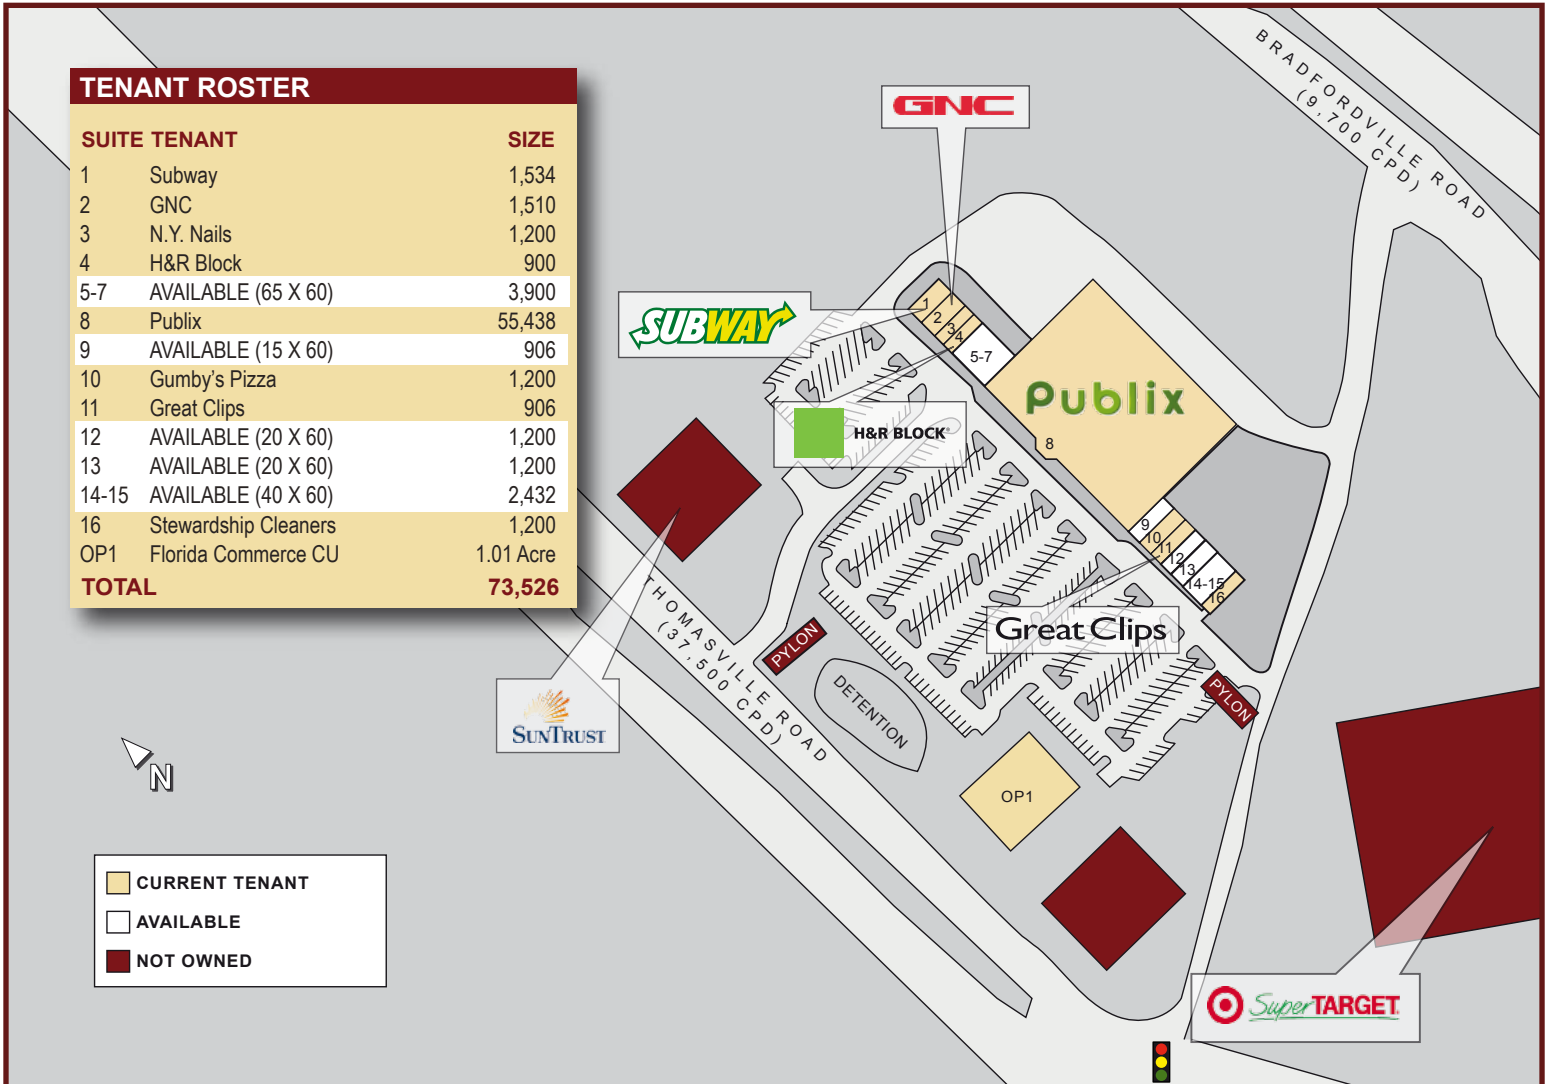 TENANT ROSTER
SUITE TENANT SIZE
1 Subway 1,534
2 GNC 1,510
3 N.Y. Nails 1,200
4 H&R Block 900
5-7 AVAILABLE (65 X 60) 3,900
8 Publix 55,438
9 AVAILABLE (15 X 60) 906
10 Gumby's Pizza 1,200
11 Great Clips 906
12 AVAILABLE (20 X 60) 1,200
13 AVAILABLE (20 X 60) 1,200
14-15 AVAILABLE (40 X 60) 2,432
16 Stewardship Cleaners 1,200
OP1 Florida Commerce CU 1.01 Acre
TOTAL 73,526
GNC
BRADFORDVILLE ROAD
(9,700 CPD)
SUBWAY
1
2
3
4
5-7
Publix
8
H&R BLOCK®
9
10
11
12
13
14-15
16
Great Clips
THOMASVILLE ROAD
(37,500 CPD)
PYLON
DETENTION
PYLON
SUNTRUST
OP1
N
CURRENT TENANT
AVAILABLE
NOT OWNED
Super TARGET